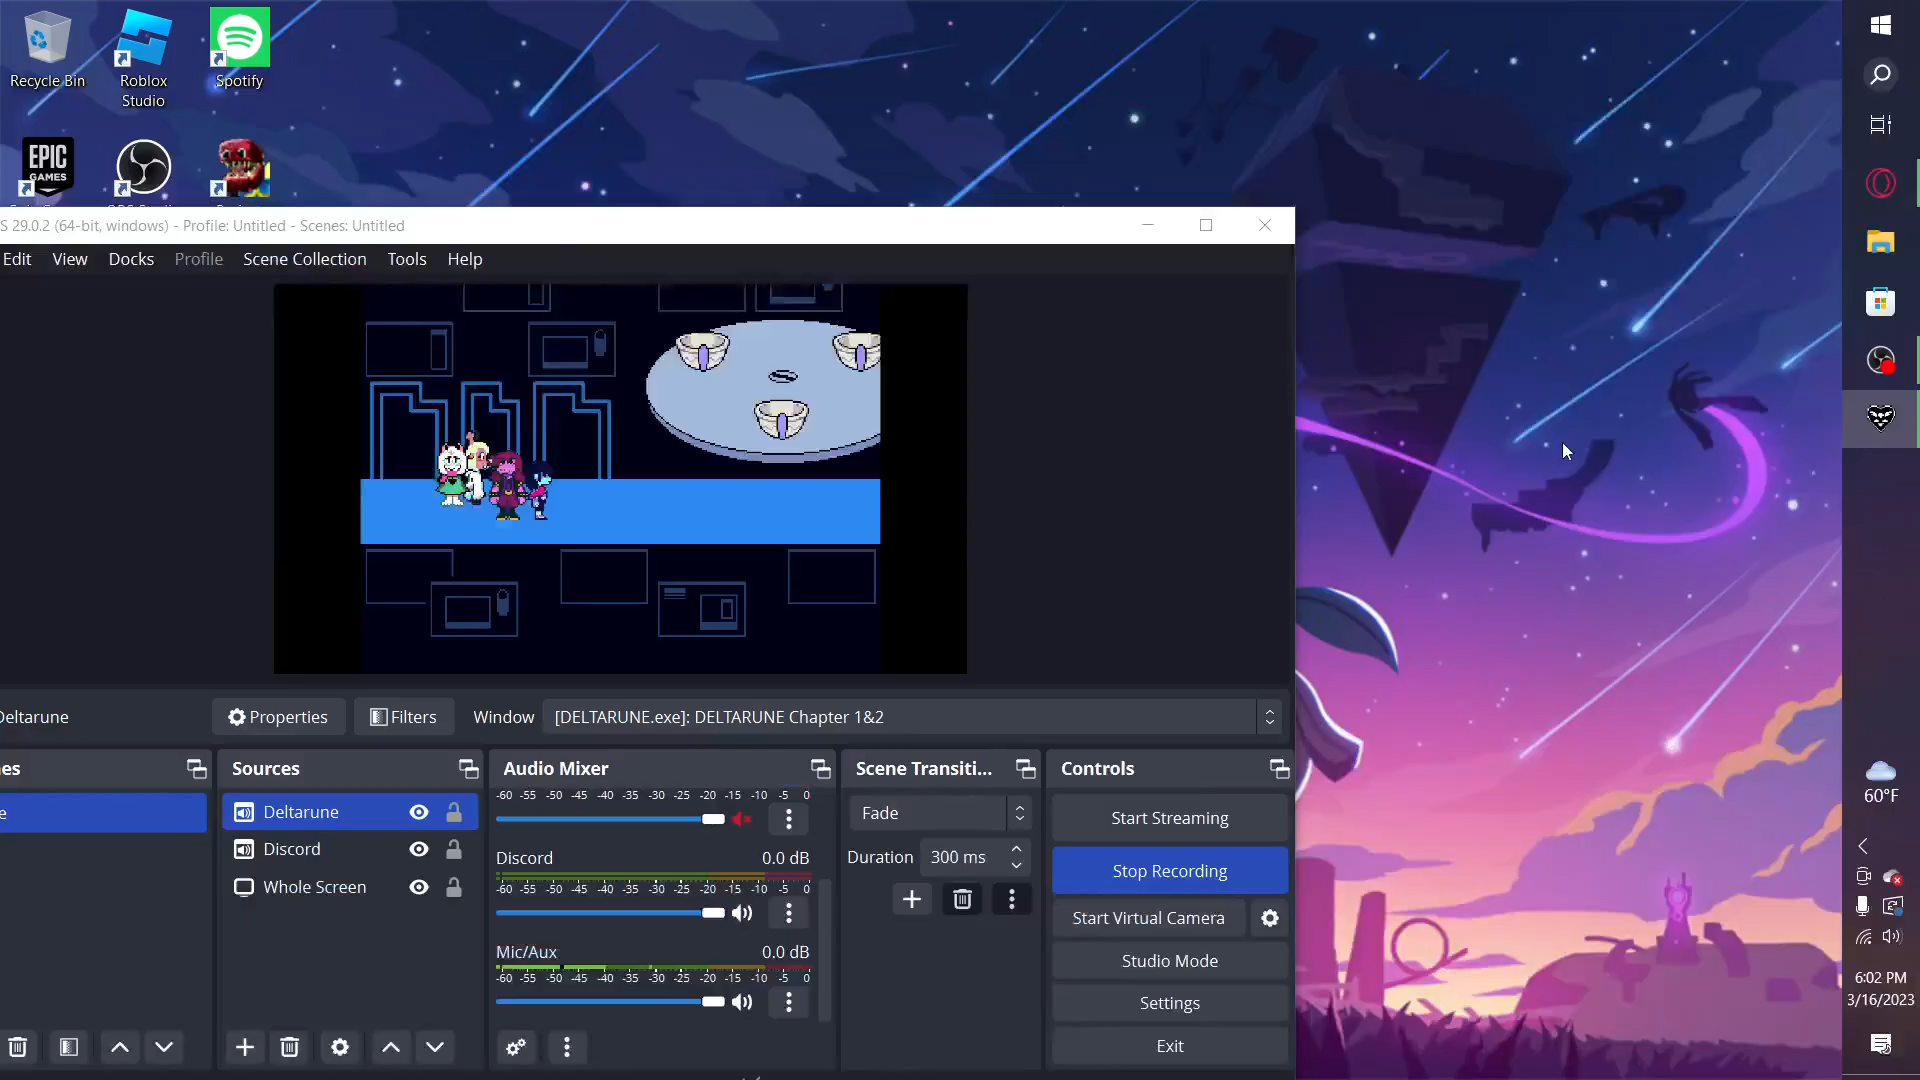 Recycle Bin
Roblox Studio
Spotify
EPIC GAMES
S 29.0.2 (64-bit, windows) - Profile: Untitled - Scenes: Untitled
Edit View Docks Profile Scene Collection Tools Help
Deltarune
Properties
Filters
Window
[DELTARUNE.exe]: DELTARUNE Chapter 1&2
es
Sources
Audio Mixer
Scene Transiti...
Controls
e
Deltarune
Discord
Whole Screen
-60 -55 -50 -45 -40 -35 -30 -25 -20 -15 -10 -5 0
Discord 0.0 dB
-60 -55 -50 -45 -40 -35 -30 -25 -20 -15 -10 -5 0
Mic/Aux 0.0 dB
-60 -55 -50 -45 -40 -35 -30 -25 -20 -15 -10 -5 0
Fade
Duration 300 ms
Start Streaming
Stop Recording
Start Virtual Camera
Studio Mode
Settings
Exit
60°F
6:02 PM
3/16/2023